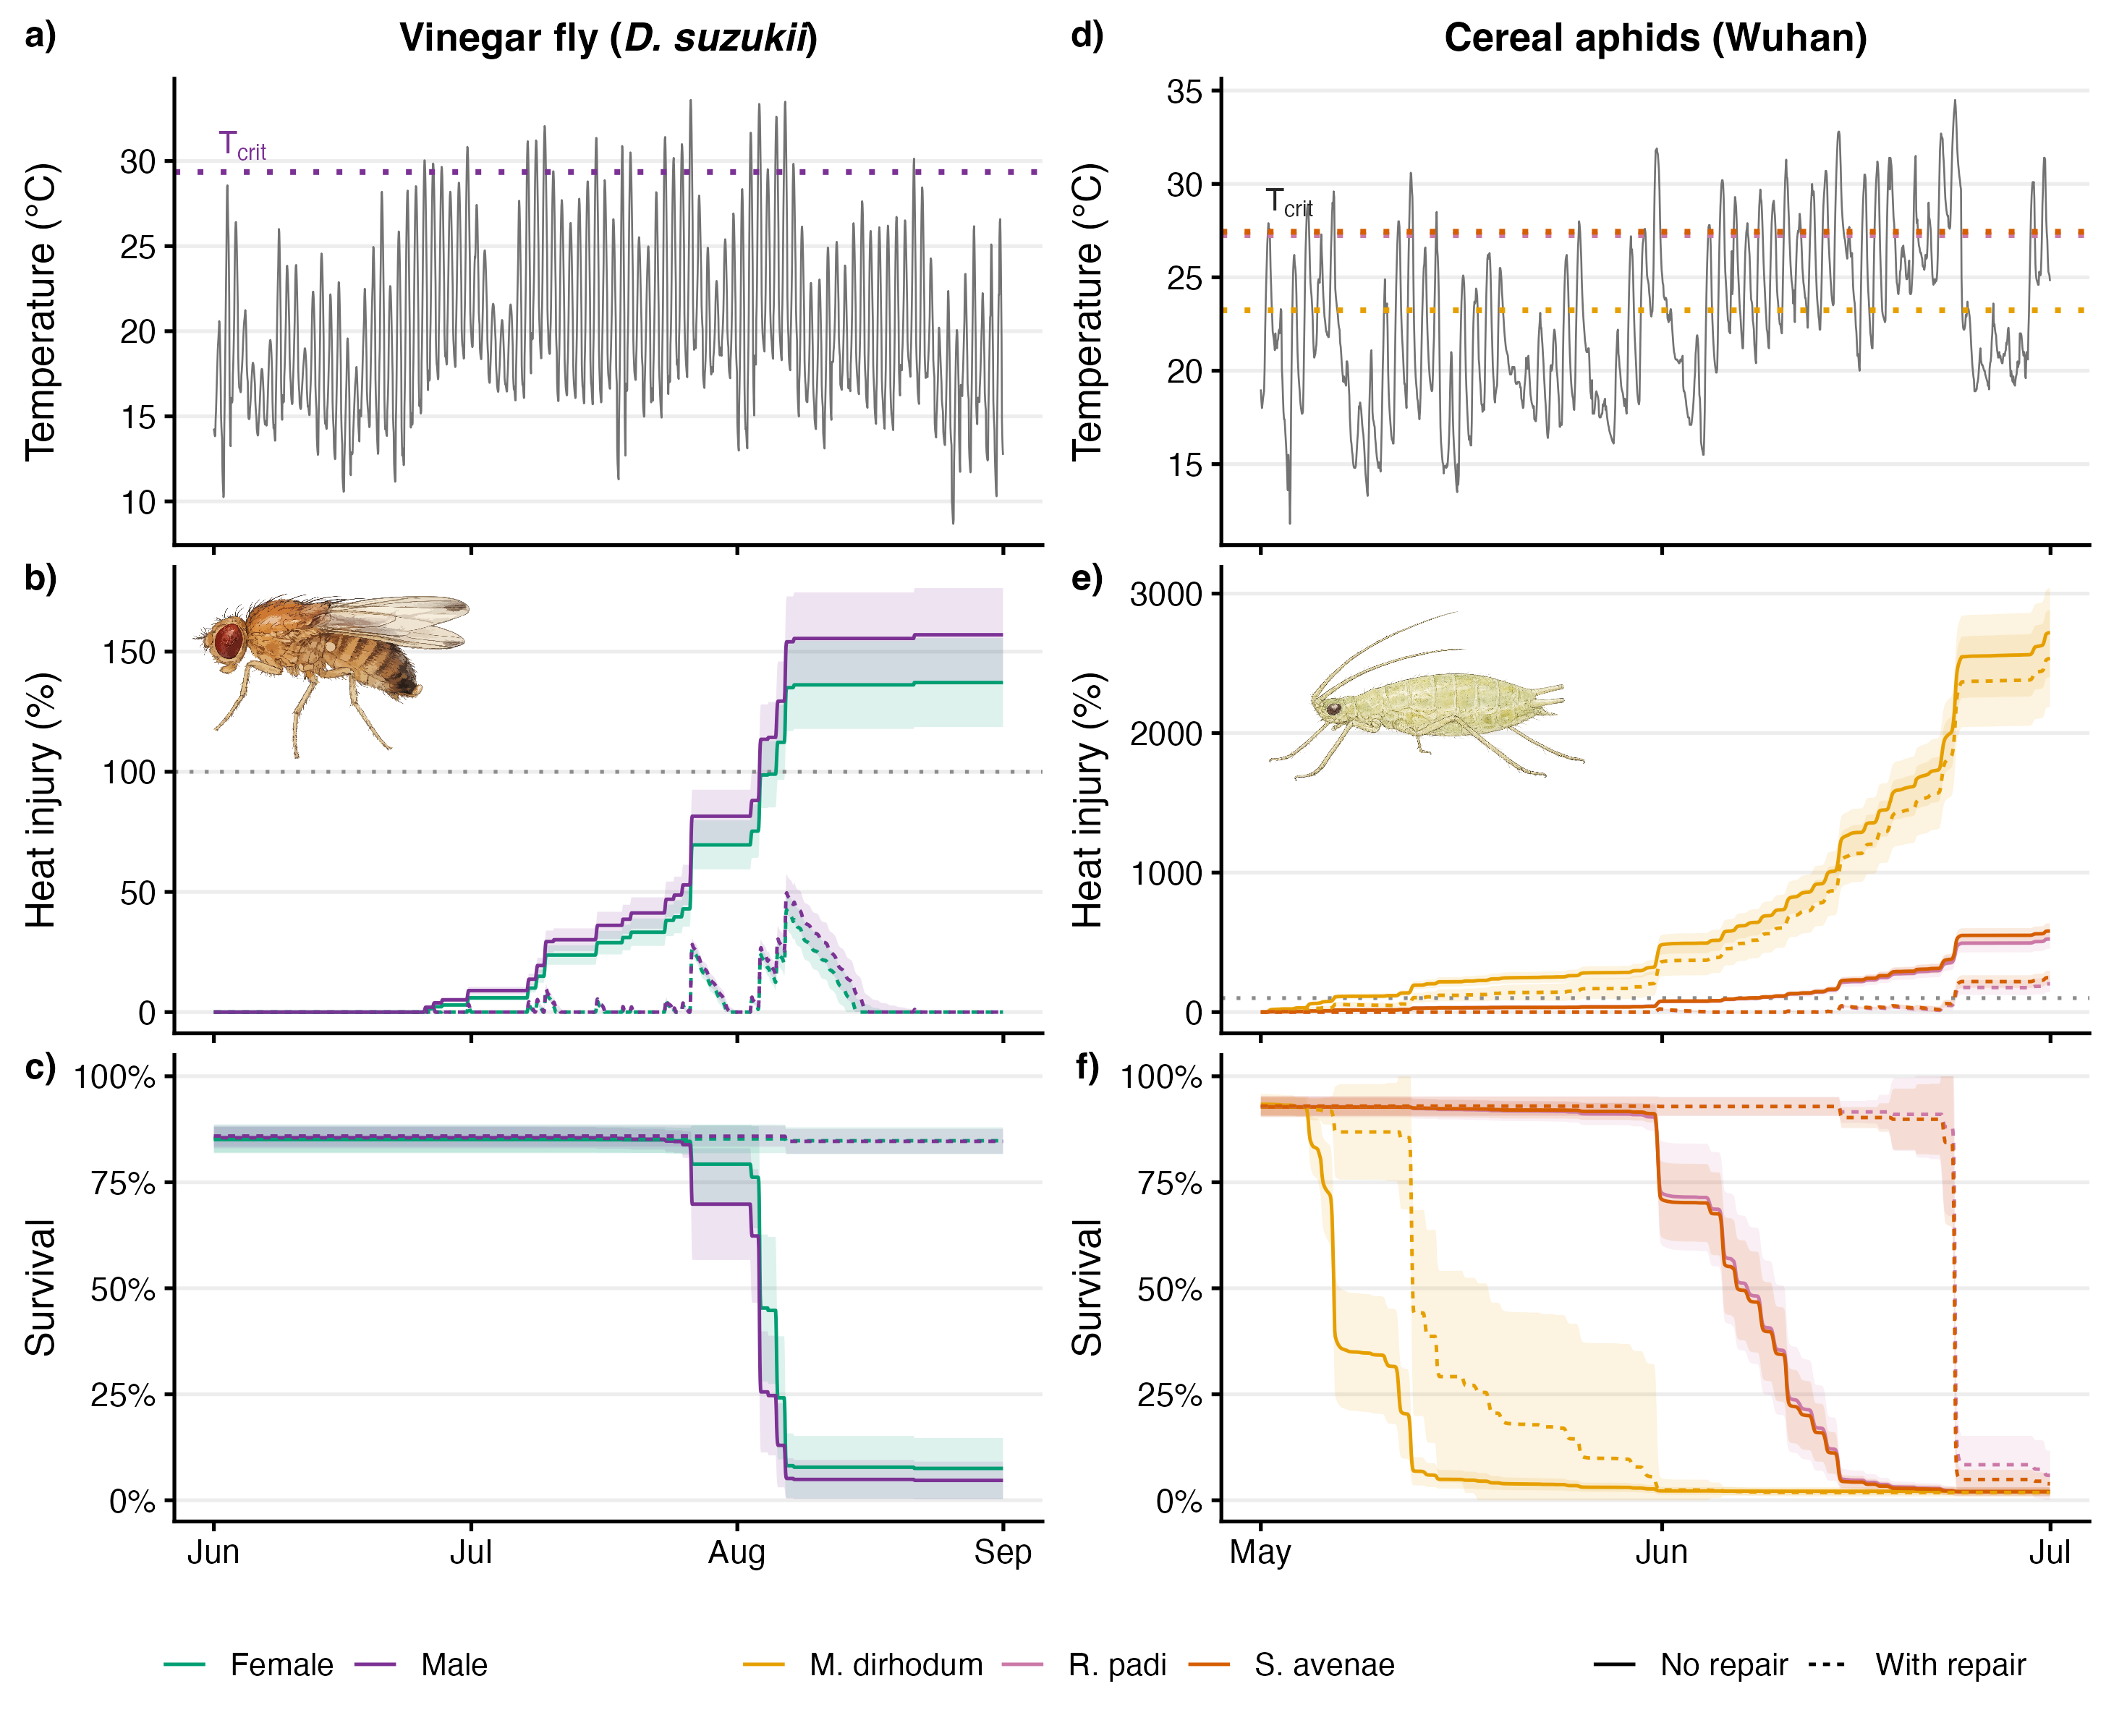 a)
Vinegar fly (D. suzukii)
Temperature (°C)
30
25
20
15
10
Tcrit
b)
Heat injury (%)
150
100
50
0
c)
Survival
100%
75%
50%
25%
0%
Jun
Jul
Aug
Sep
d)
Cereal aphids (Wuhan)
Temperature (°C)
35
30
25
20
15
Tcrit
e)
Heat injury (%)
3000
2000
1000
0
f)
Survival
100%
75%
50%
25%
0%
May
Jun
Jul
Female
Male
M. dirhodum
R. padi
S. avenae
No repair
With repair